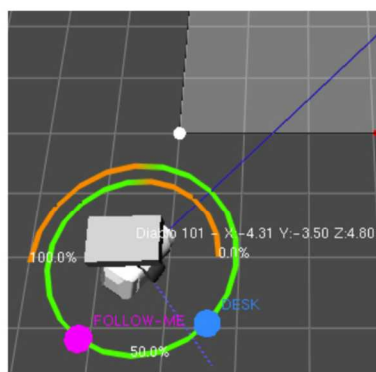 Diablo 101 - X:-4.31 Y:-3.50 Z:4.80
100.0%
0.0%
DESK
FOLLOW-ME
50.0%